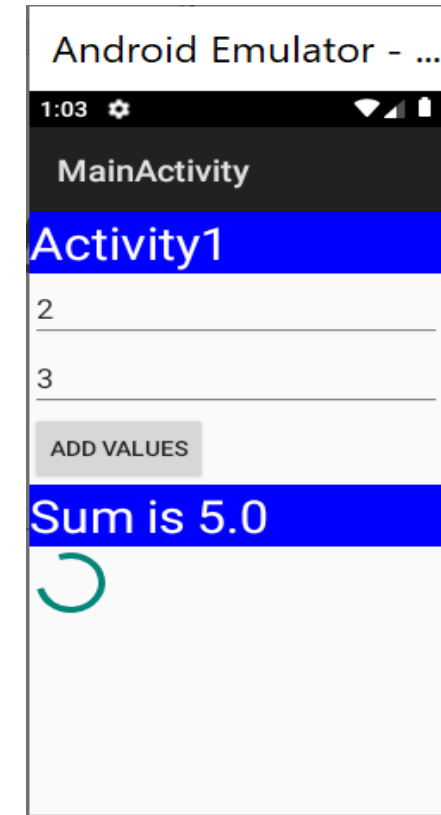 Android Emulator - ...
1:03
MainActivity
Activity1
2
3
ADD VALUES
Sum is 5.0